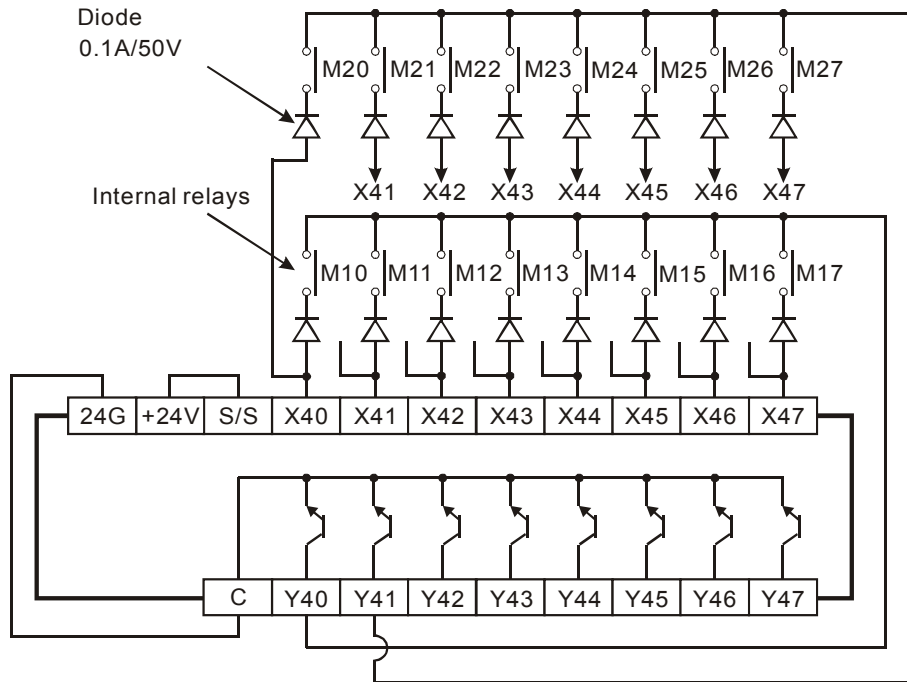 Diode
0.1A/50V
M20 M21 M22 M23 M24 M25 M26 M27
X41 X42 X43 X44 X45 X46 X47
Internal relays
M10 M11 M12 M13 M14 M15 M16 M17
24G +24V S/S X40 X41 X42 X43 X44 X45 X46 X47
C Y40 Y41 Y42 Y43 Y44 Y45 Y46 Y47